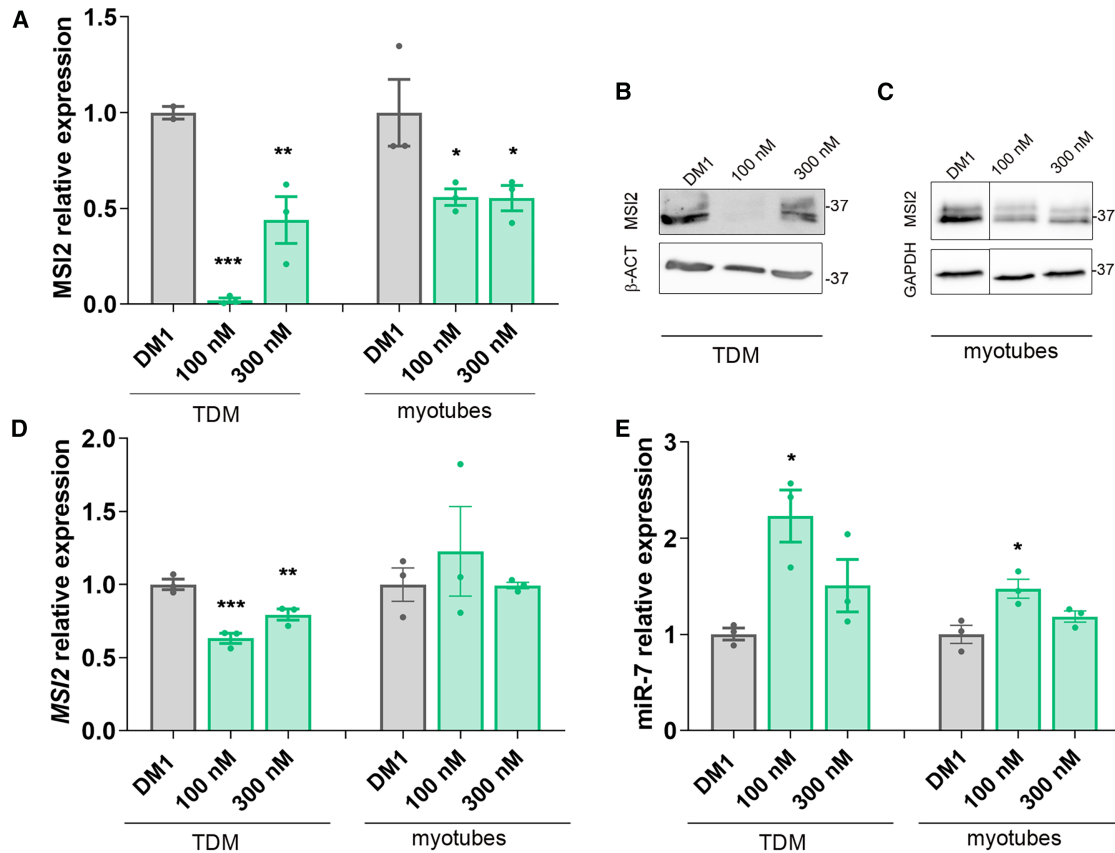 A
MSI2 relative expression
1.5
1.0
0.5
0.0
***
**
*
*
DM1
100 nM
300 nM
DM1
100 nM
300 nM
TDM
myotubes
B
DM1
100 nM
300 nM
MSI2
-37
β-ACT
-37
TDM
C
DM1
100 nM
300 nM
MSI2
-37
GAPDH
-37
myotubes
D
MSI2 relative expression
2.0
1.5
1.0
0.5
0.0
***
**
DM1
100 nM
300 nM
DM1
100 nM
300 nM
TDM
myotubes
E
miR-7 relative expression
3
2
1
0
*
*
DM1
100 nM
300 nM
DM1
100 nM
300 nM
TDM
myotubes